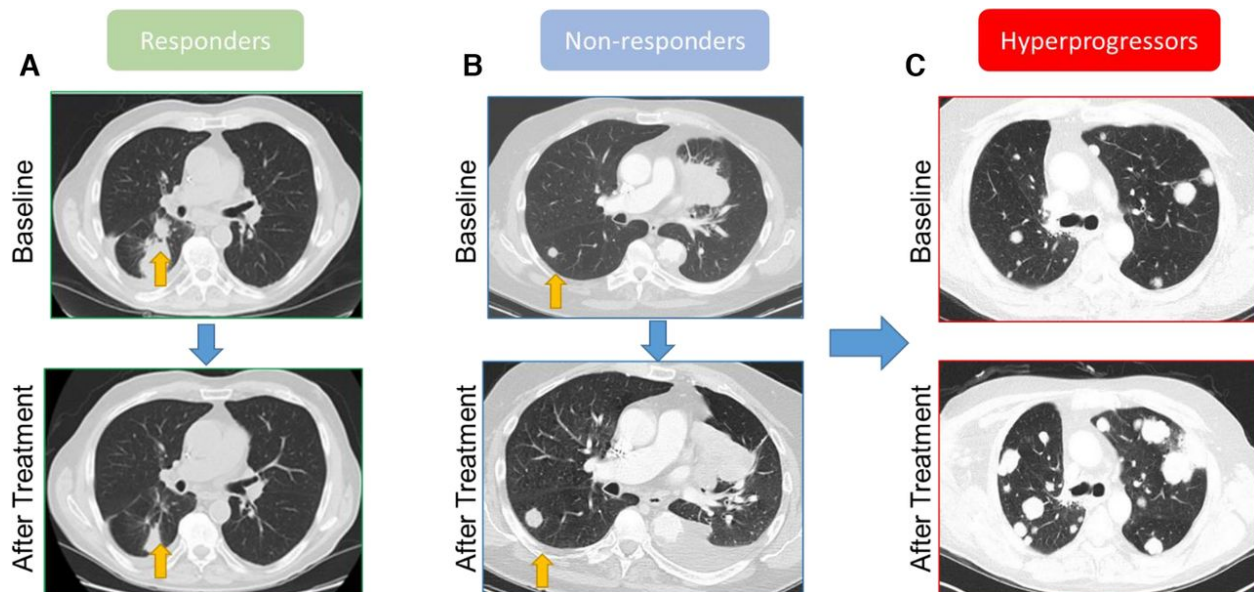 Responders
Non-responders
Hyperprogressors
A
B
C
Baseline
Baseline
Baseline
After Treatment
After Treatment
After Treatment